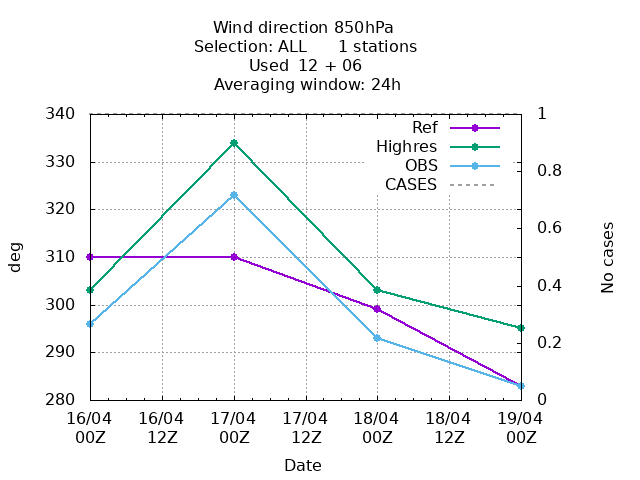 Wind direction 850hPa
Selection: ALL      1 stations
Used  12 + 06
Averaging window: 24h
340
330
320
310
300
290
280
deg
1
0.8
0.6
0.4
0.2
0
No cases
Ref
Highres
OBS
CASES
16/04 00Z
16/04 12Z
17/04 00Z
17/04 12Z
18/04 00Z
18/04 12Z
19/04 00Z
Date